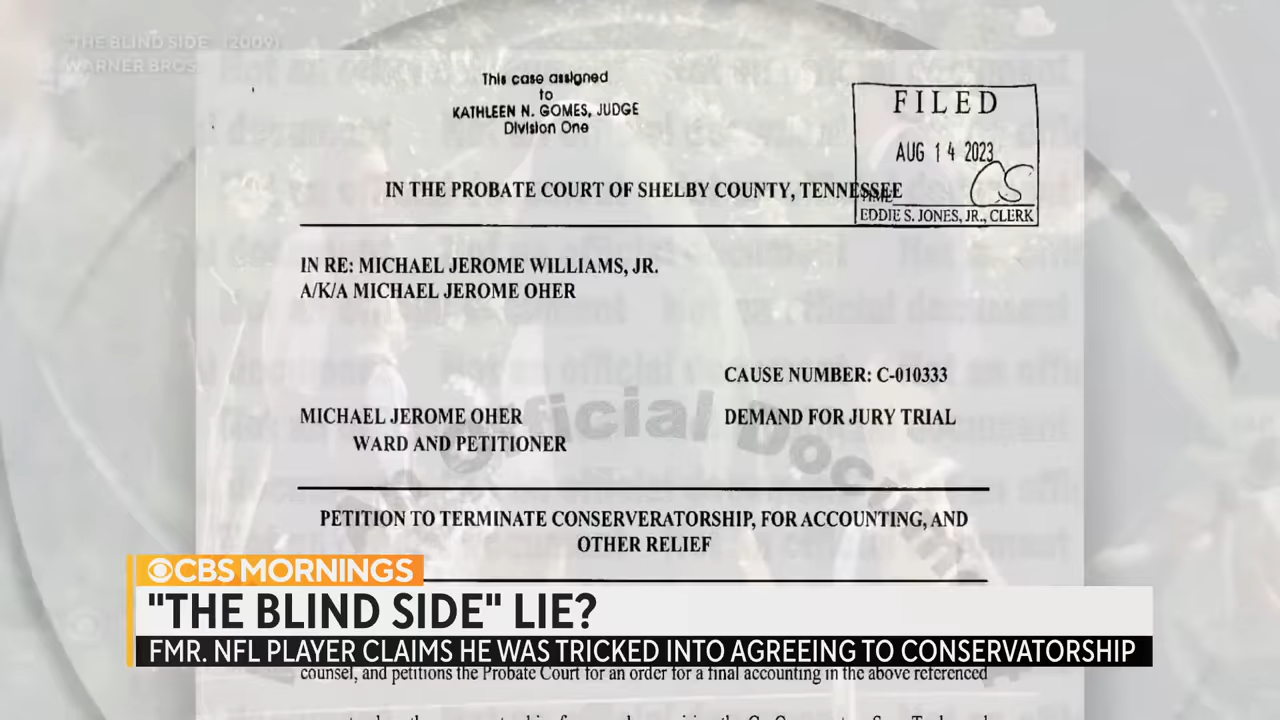 "THE BLIND SIDE" (2009)
WARNER BROS.
This case assigned
to
KATHLEEN N. GOMES, JUDGE
Division One
FILED
AUG 14 2023
CS
TIME
EDDIE S. JONES, JR., CLERK
IN THE PROBATE COURT OF SHELBY COUNTY, TENNESSEE
IN RE: MICHAEL JEROME WILLIAMS, JR.
A/K/A MICHAEL JEROME OHER
CAUSE NUMBER: C-010333
MICHAEL JEROME OHER
DEMAND FOR JURY TRIAL
WARD AND PETITIONER
PETITION TO TERMINATE CONSERVERATORSHIP, FOR ACCOUNTING, AND
OTHER RELIEF
CBS MORNINGS
"THE BLIND SIDE" LIE?
FMR. NFL PLAYER CLAIMS HE WAS TRICKED INTO AGREEING TO CONSERVATORSHIP
counsel, and petitions the Probate Court for an order for a final accounting in the above referenced